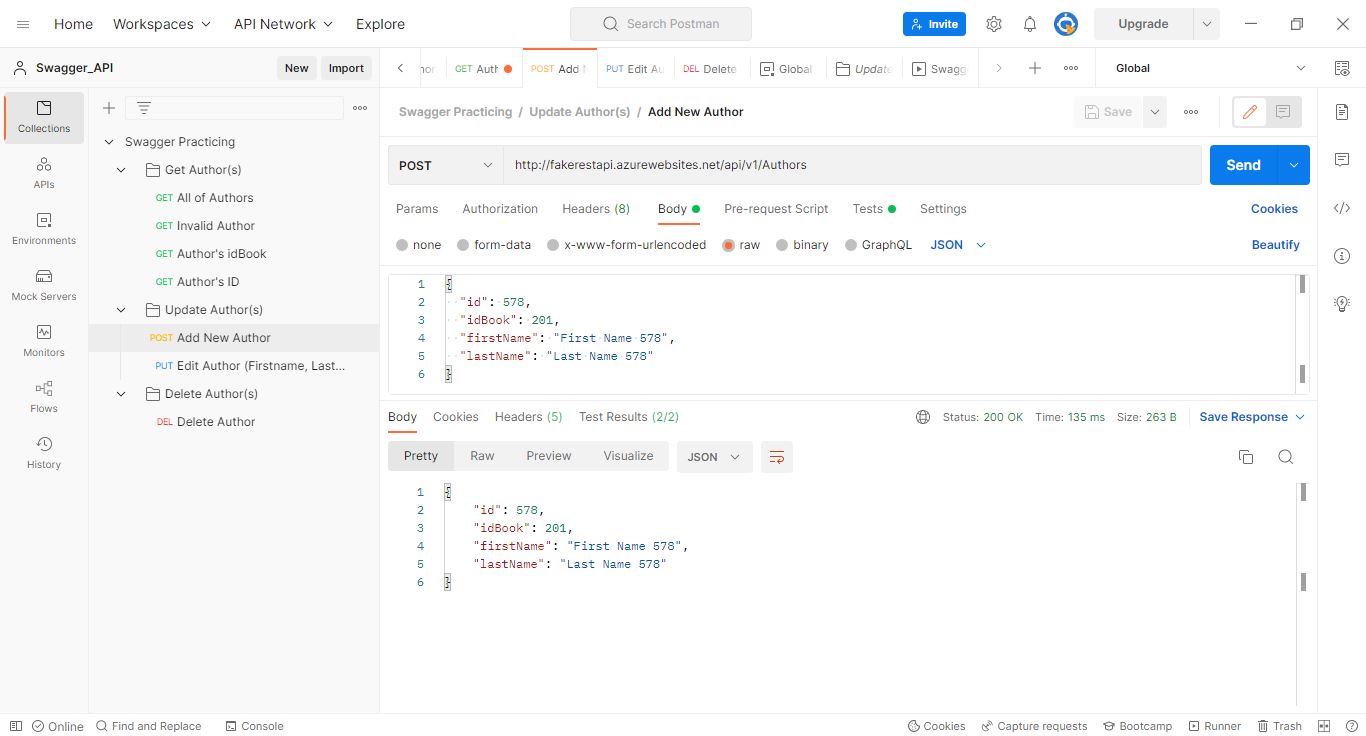 Home Workspaces API Network Explore Search Postman Invite Upgrade
Swagger_API New Import
GET Auth POST Add PUT Edit Au DEL Delete Global Update Swagg Global
Collections
APIs
Environments
Mock Servers
Monitors
Flows
History
Swagger Practicing
Get Author(s)
GET All of Authors
GET Invalid Author
GET Author's idBook
GET Author's ID
Update Author(s)
POST Add New Author
PUT Edit Author (Firstname, Last...
Delete Author(s)
DEL Delete Author
Swagger Practicing / Update Author(s) / Add New Author Save
POST http://fakerestapi.azurewebsites.net/api/v1/Authors Send
Params Authorization Headers (8) Body Pre-request Script Tests Settings Cookies
none form-data x-www-form-urlencoded raw binary GraphQL JSON Beautify
1 {
2 "id": 578,
3 "idBook": 201,
4 "firstName": "First Name 578",
5 "lastName": "Last Name 578"
6 }
Body Cookies Headers (5) Test Results (2/2) Status: 200 OK Time: 135 ms Size: 263 B Save Response
Pretty Raw Preview Visualize JSON
1 {
2 "id": 578,
3 "idBook": 201,
4 "firstName": "First Name 578",
5 "lastName": "Last Name 578"
6 }
Online Find and Replace Console Cookies Capture requests Bootcamp Runner Trash